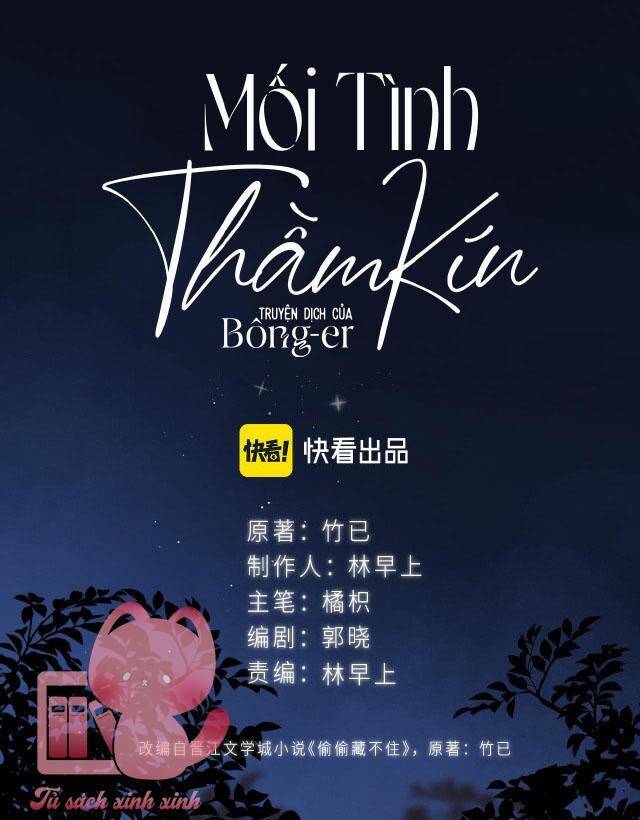 Mối Tình
Thầm Kín
TRUYỆN DỊCH CỦA
Bông-er
快看! 快看出品
原著：竹已
制作人：林早上
主笔：橘枳
编剧：郭晓
责编：林早上
改编自晋江文学城小说《偷偷藏不住》，原著：竹已
Tủ sách xinh xinh